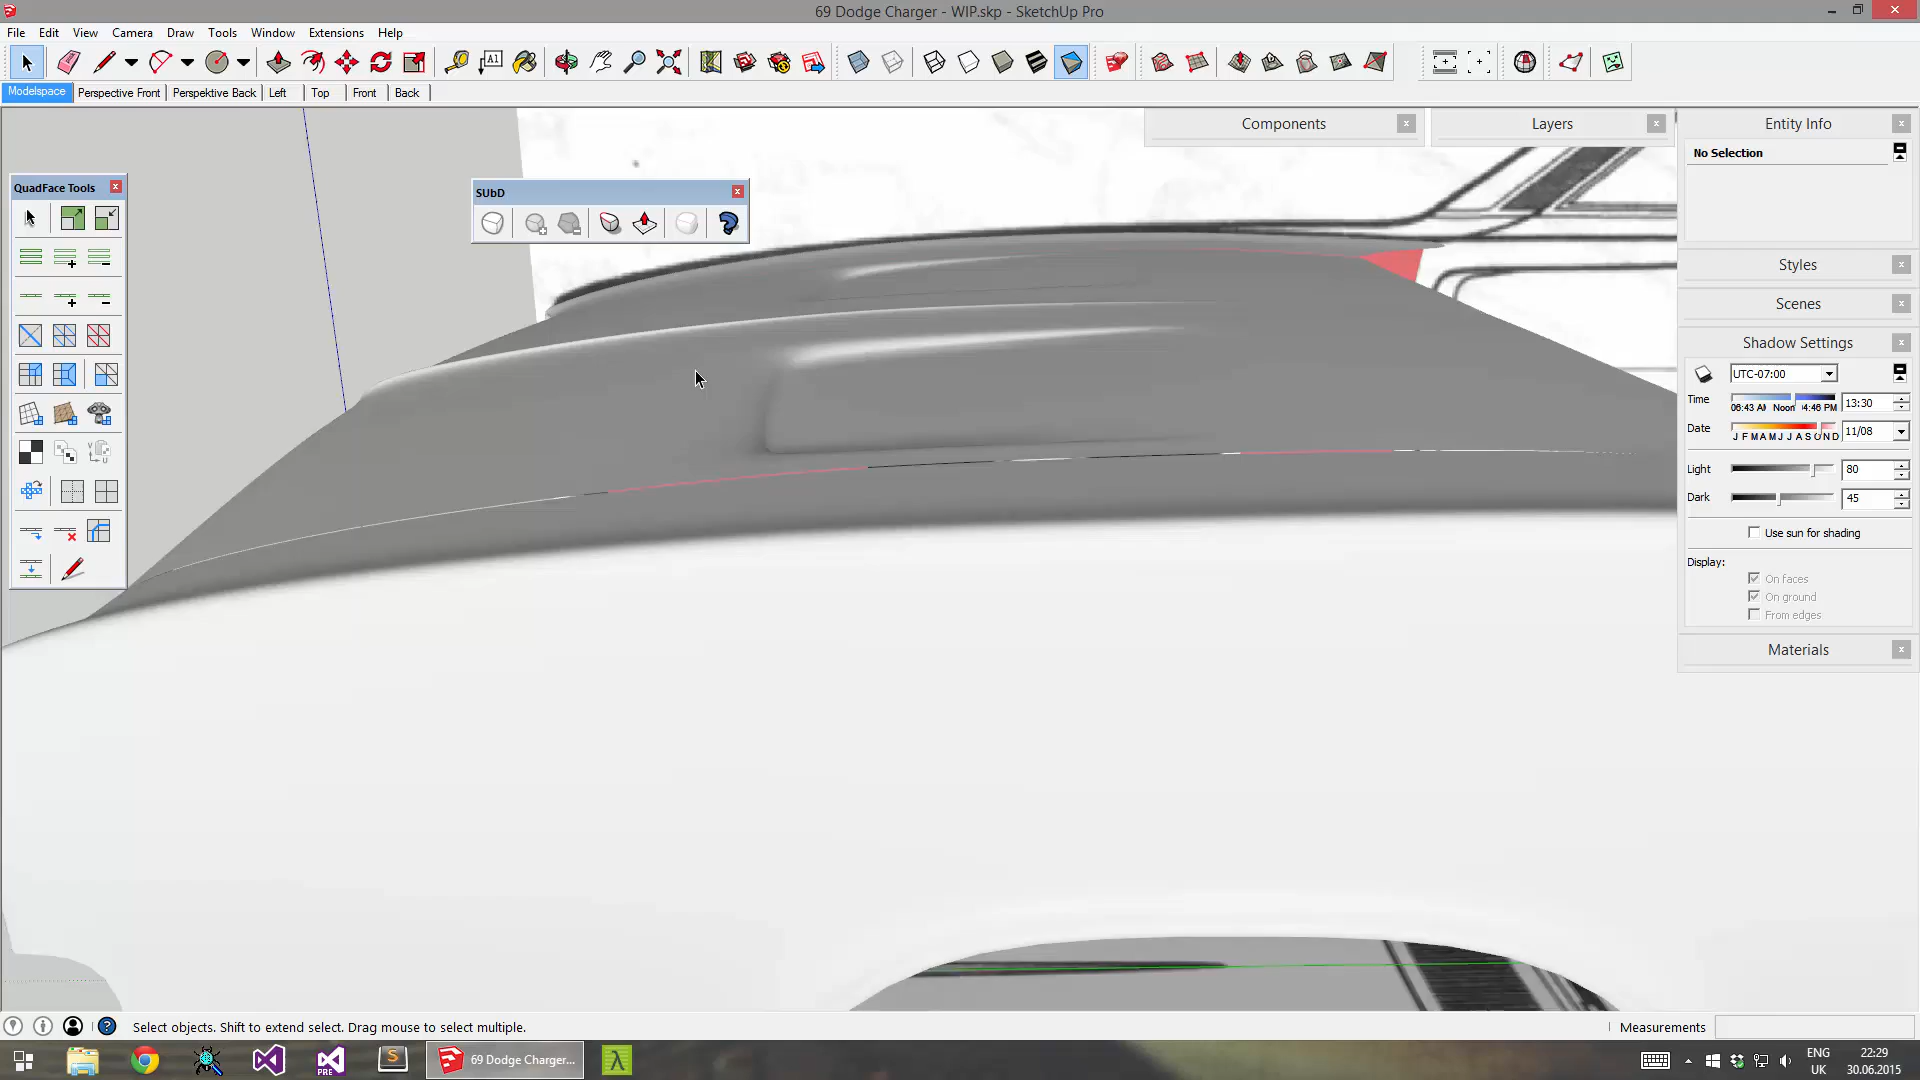 69 Dodge Charger - WIP.skp - SketchUp Pro
File Edit View Camera Draw Tools Window Extensions Help
Modelspace Perspective Front Perspektive Back Left Top Front Back
Components
Layers
Entity Info
No Selection
QuadFace Tools
SUbD
Styles
Scenes
Shadow Settings
UTC-07:00
Time 13:30
06:43 AM Noon 04:46 PM
Date 11/08
J F M A M J J A S O N D
Light 80
Dark 45
Use sun for shading
Display:
On faces
On ground
From edges
Materials
Select objects. Shift to extend select. Drag mouse to select multiple.
Measurements
PRE
69 Dodge Charger...
ENG
UK
22:29
30.06.2015